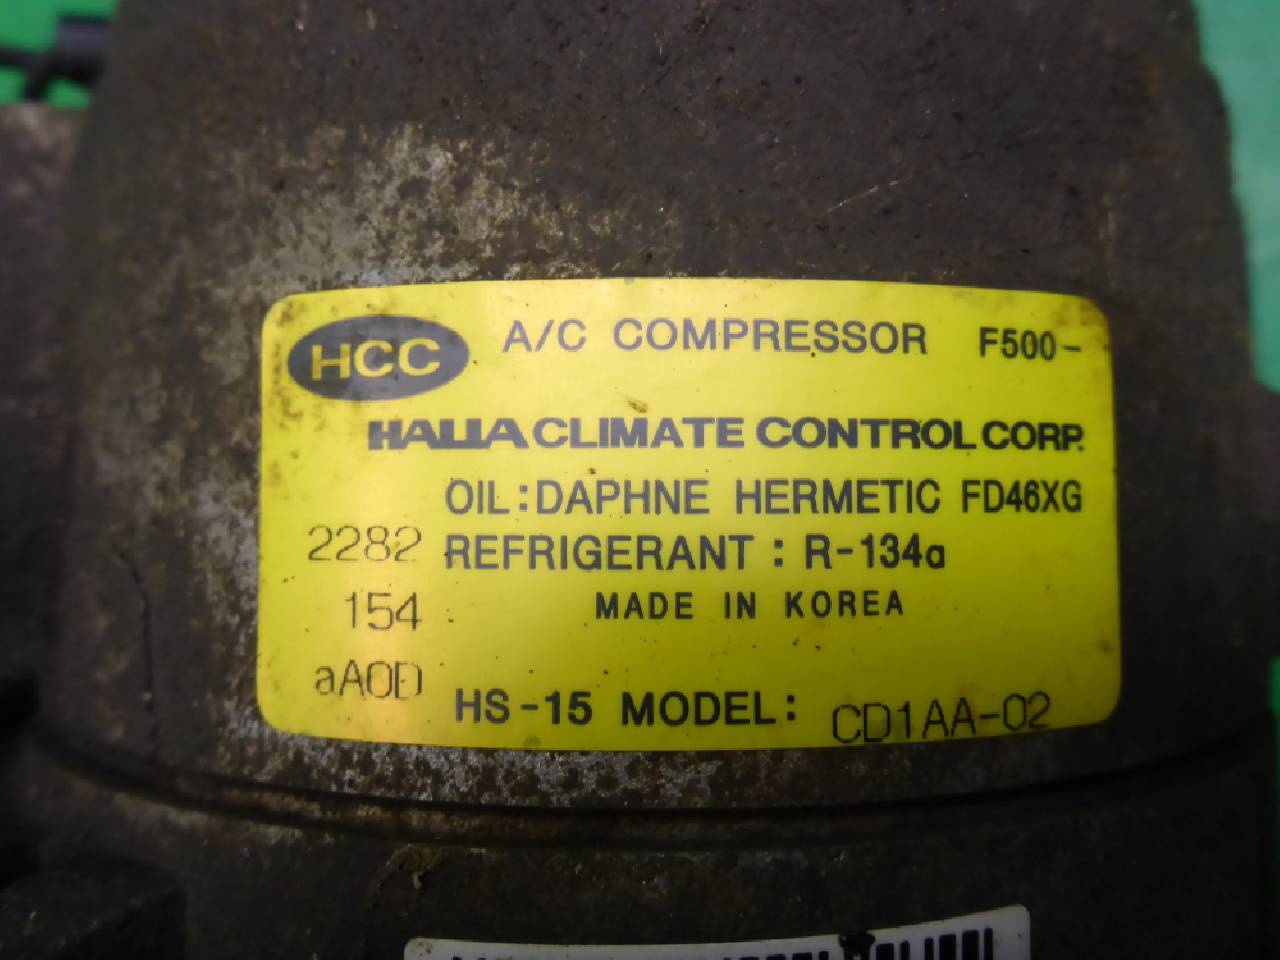 HCC A/C COMPRESSOR F500-
HALLA CLIMATE CONTROL CORP.
OIL:DAPHNE HERMETIC FD46XG
2282 REFRIGERANT : R-134a
154 MADE IN KOREA
aA0D HS-15 MODEL: CD1AA-02